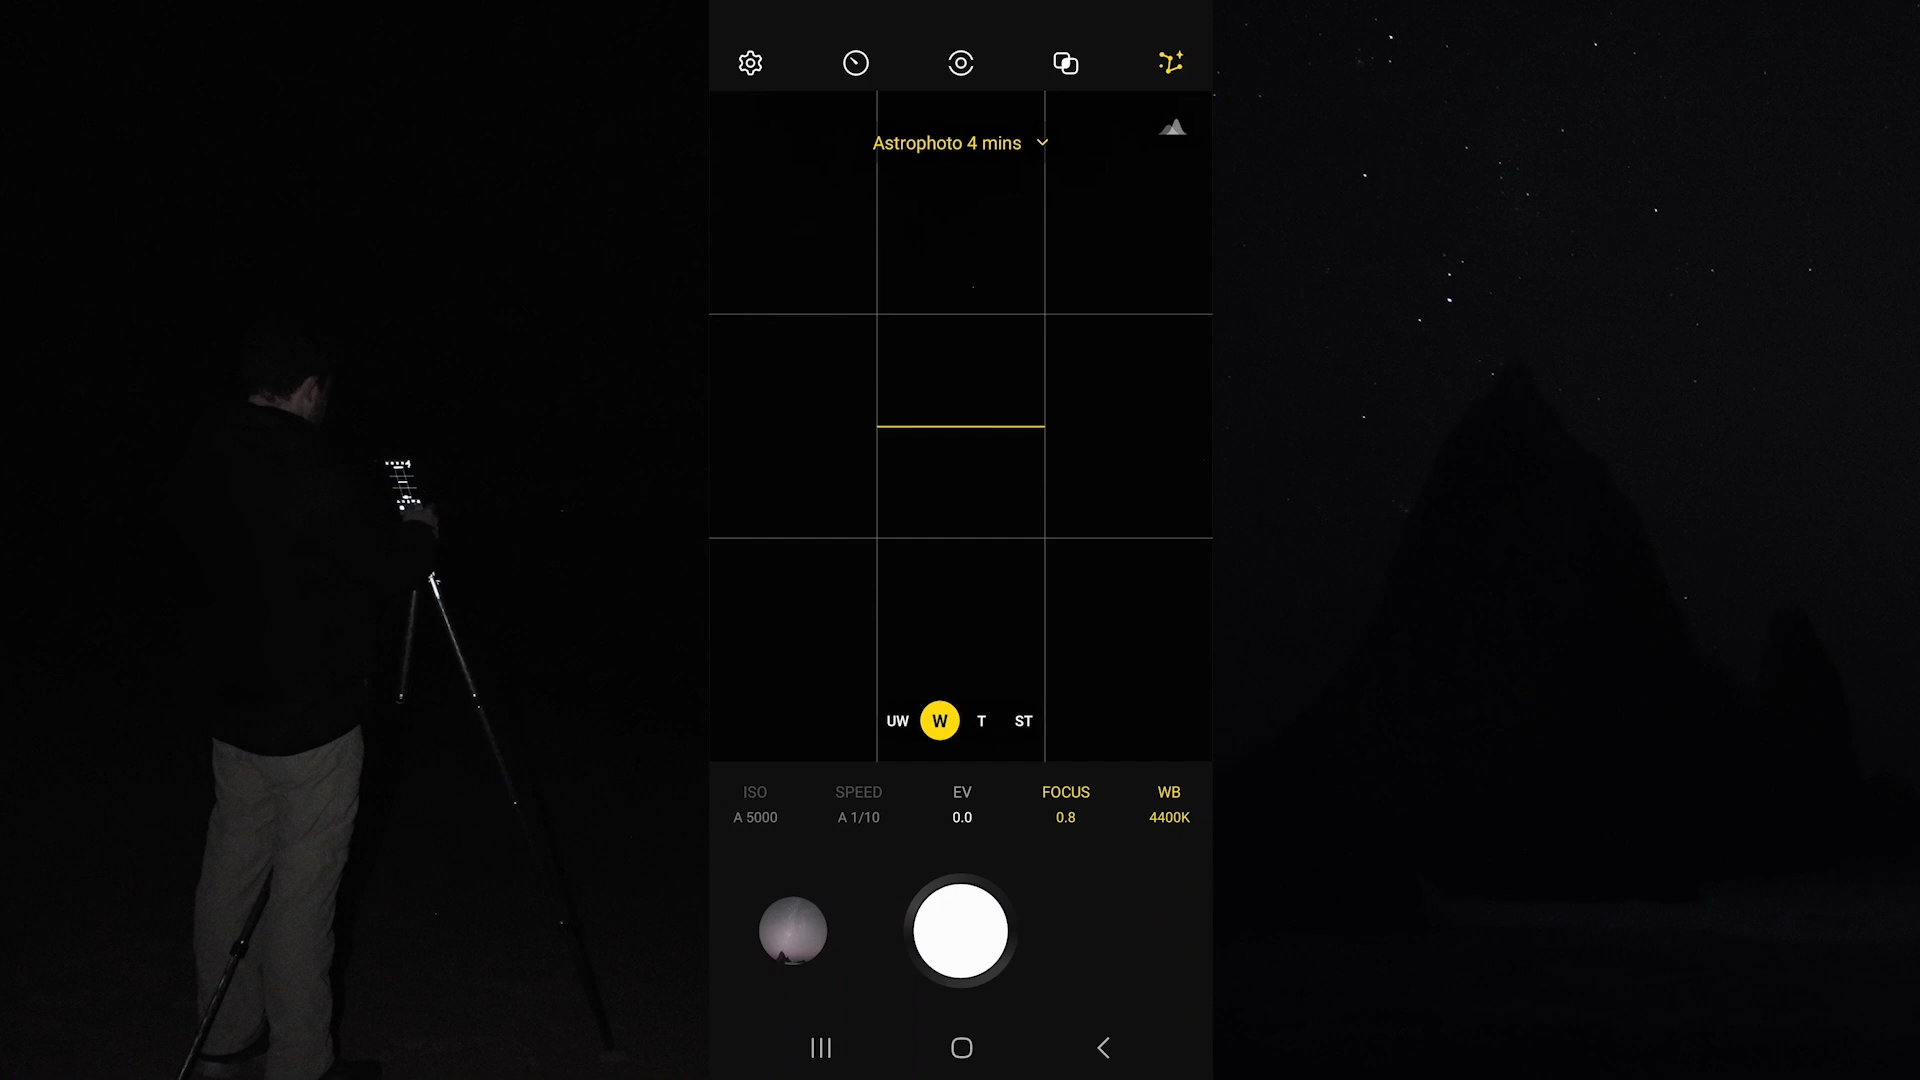 Astrophoto 4 mins
UW W T ST
ISO SPEED EV FOCUS WB
A 5000 A 1/10 0.0 0.8 4400K